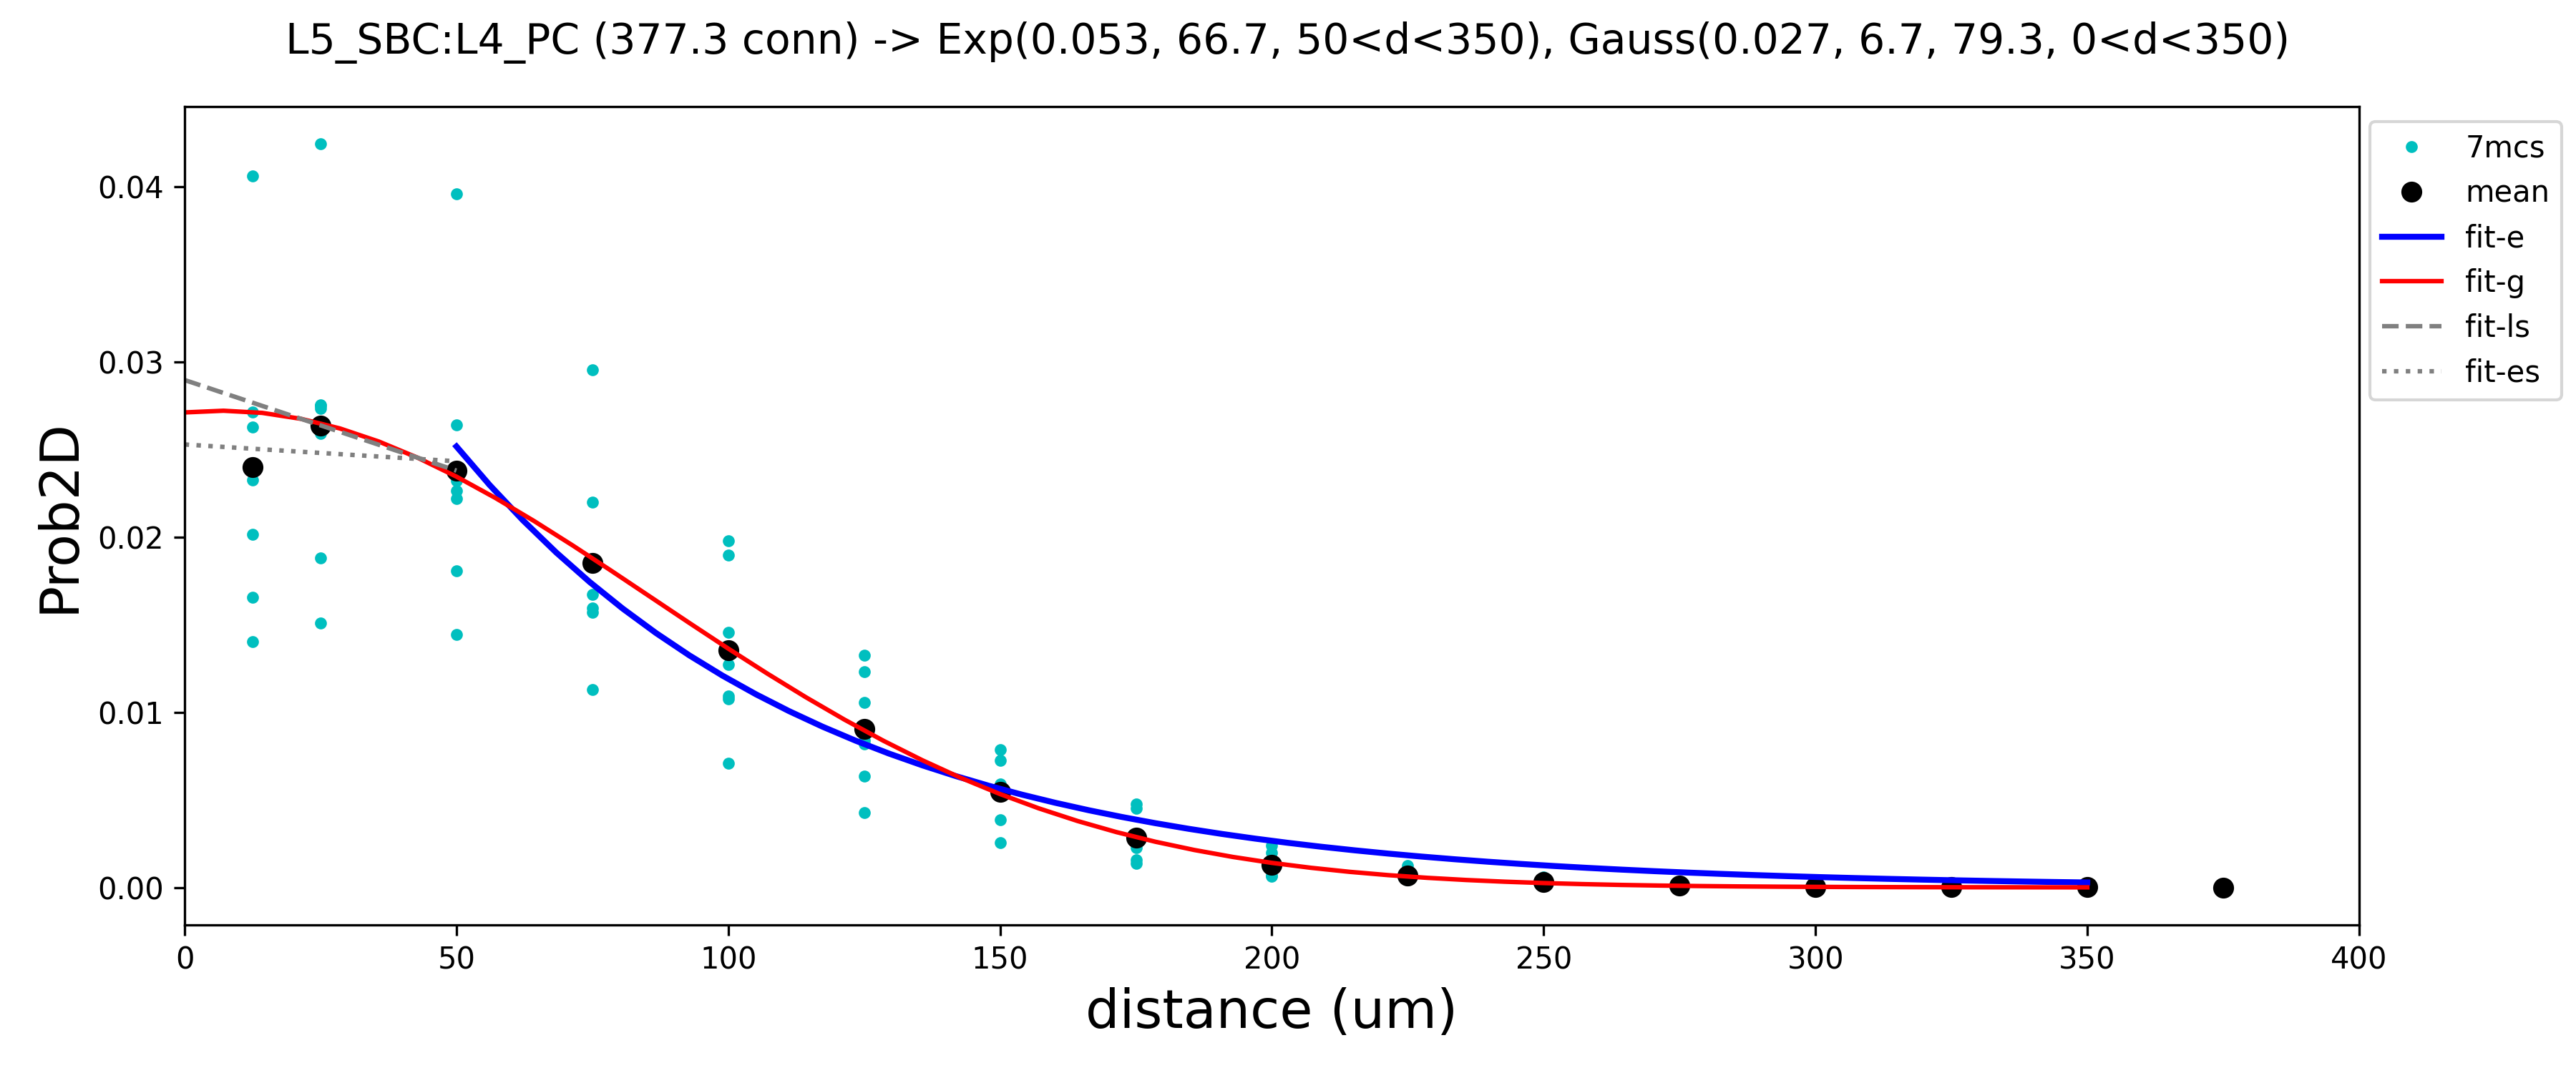 L5_SBC:L4_PC (377.3 conn) -> Exp(0.053, 66.7, 50<d<350), Gauss(0.027, 6.7, 79.3, 0<d<350)
7mcs
mean
fit-e
fit-g
fit-ls
fit-es
Prob2D
0.04
0.03
0.02
0.01
0.00
0 50 100 150 200 250 300 350 400
distance (um)